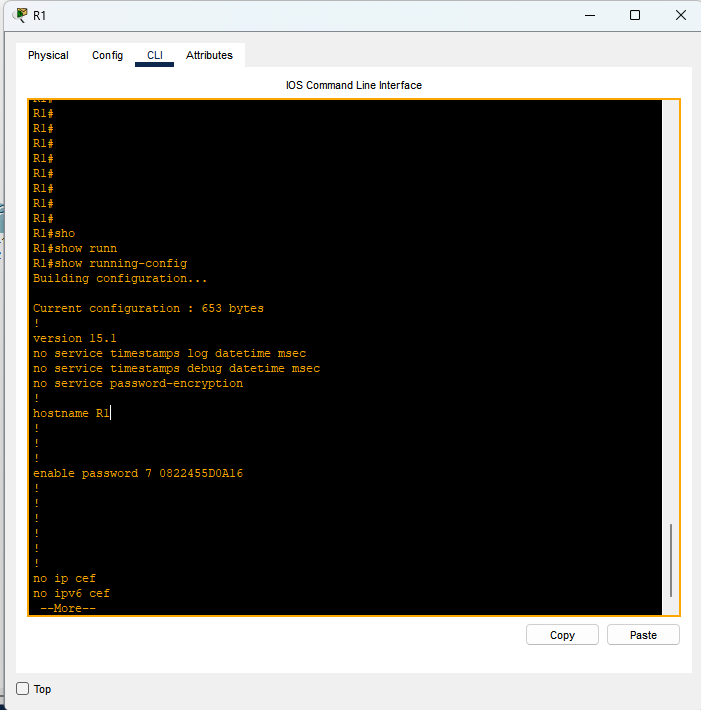 R1
Physical Config CLI Attributes
IOS Command Line Interface
R1#
R1#
R1#
R1#
R1#
R1#
R1#
R1#
R1#
R1#sho
R1#show runn
R1#show running-config
Building configuration...
Current configuration : 653 bytes
!
version 15.1
no service timestamps log datetime msec
no service timestamps debug datetime msec
no service password-encryption
!
hostname R1
!
!
!
enable password 7 0822455D0A16
!
!
!
!
!
!
no ip cef
no ipv6 cef
--More--
Copy Paste
Top